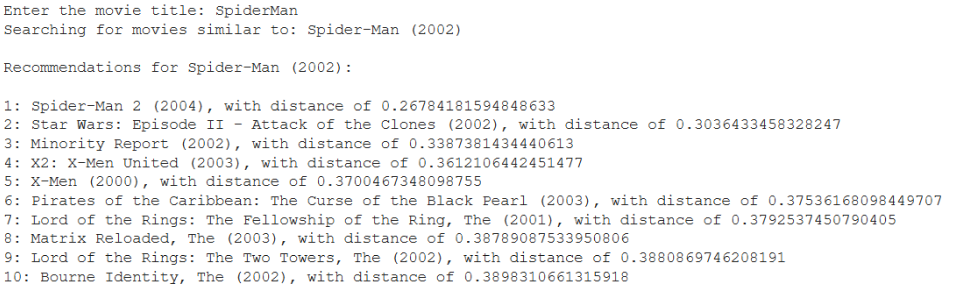 Enter the movie title: SpiderMan
Searching for movies similar to: Spider-Man (2002)
Recommendations for Spider-Man (2002):
1: Spider-Man 2 (2004), with distance of 0.26784181594848633
2: Star Wars: Episode II - Attack of the Clones (2002), with distance of 0.3036433458328247
3: Minority Report (2002), with distance of 0.3387381434440613
4: X2: X-Men United (2003), with distance of 0.3612106442451477
5: X-Men (2000), with distance of 0.3700467348098755
6: Pirates of the Caribbean: The Curse of the Black Pearl (2003), with distance of 0.37536168098449707
7: Lord of the Rings: The Fellowship of the Ring, The (2001), with distance of 0.3792537450790405
8: Matrix Reloaded, The (2003), with distance of 0.38789087533950806
9: Lord of the Rings: The Two Towers, The (2002), with distance of 0.3880869746208191
10: Bourne Identity, The (2002), with distance of 0.3898310661315918